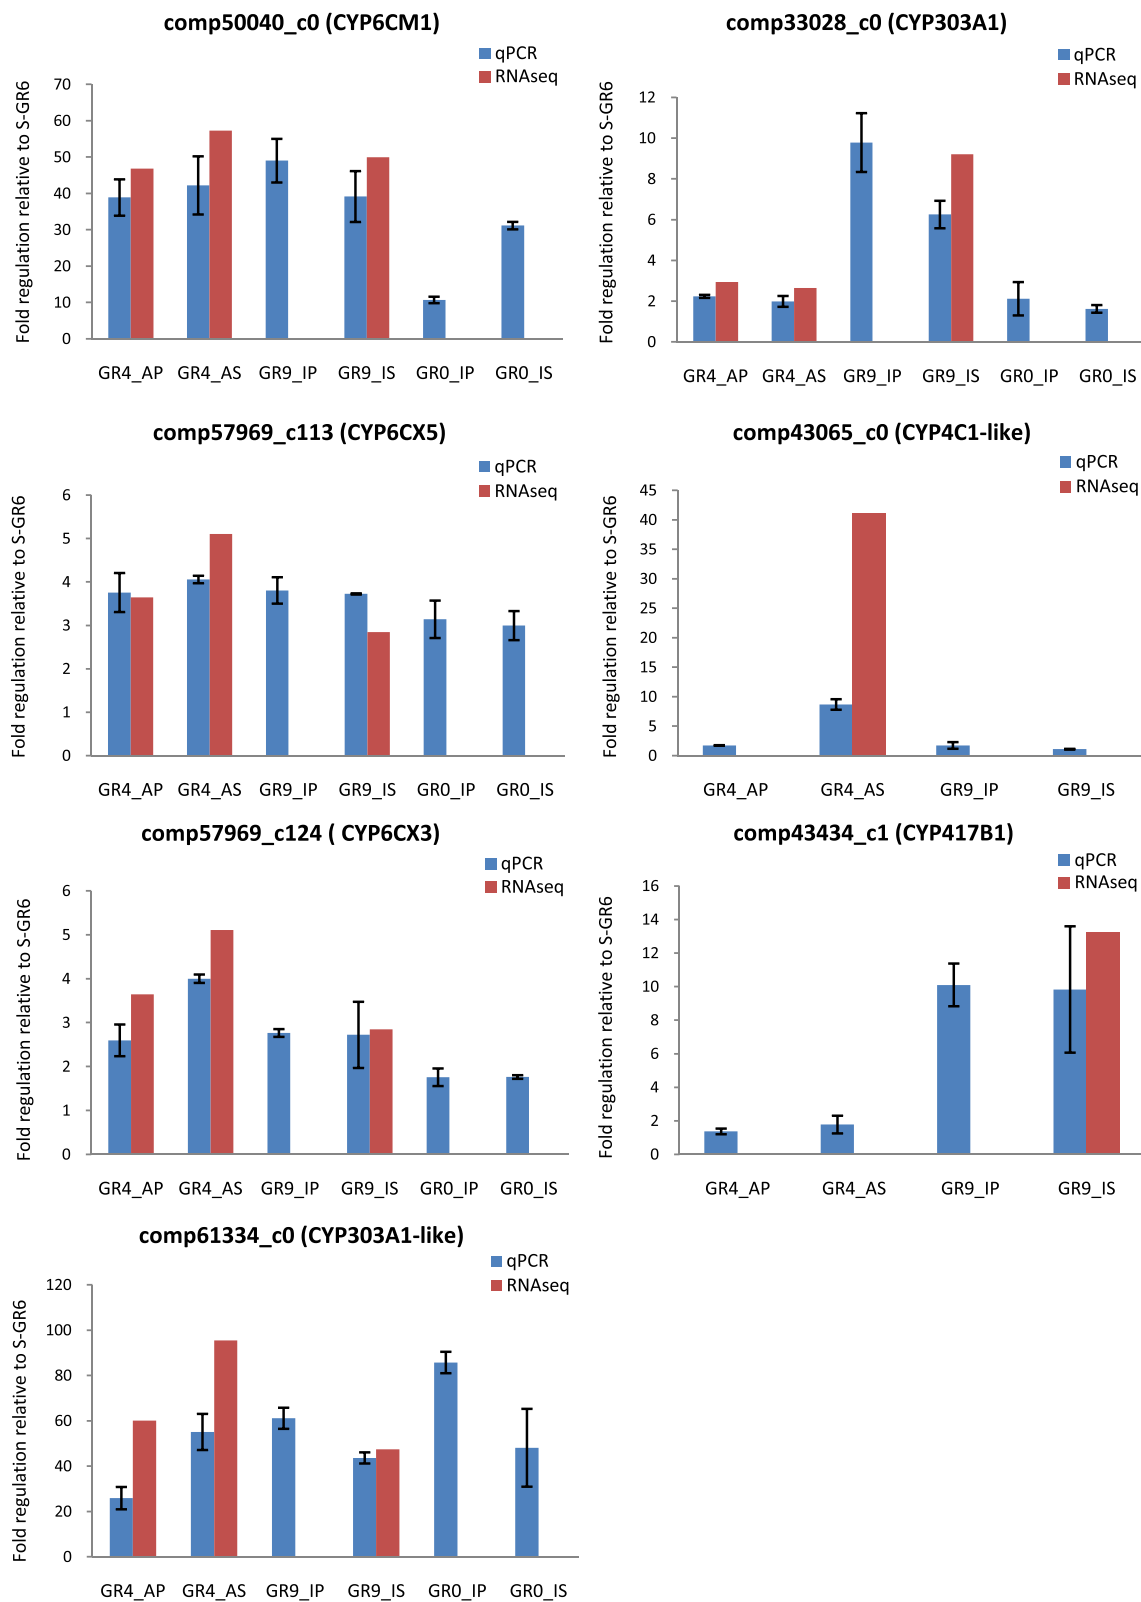 comp50040_c0 (CYP6CM1)
qPCR
RNAseq
Fold regulation relative to S-GR6
70
60
50
40
30
20
10
0
GR4_AP GR4_AS GR9_IP GR9_IS GR0_IP GR0_IS
comp33028_c0 (CYP303A1)
qPCR
RNAseq
Fold regulation relative to S-GR6
12
10
8
6
4
2
0
GR4_AP GR4_AS GR9_IP GR9_IS GR0_IP GR0_IS
comp57969_c113 (CYP6CX5)
qPCR
RNAseq
Fold regulation relative to S-GR6
6
5
4
3
2
1
0
GR4_AP GR4_AS GR9_IP GR9_IS GR0_IP GR0_IS
comp43065_c0 (CYP4C1-like)
qPCR
RNAseq
Fold regulation relative to S-GR6
45
40
35
30
25
20
15
10
5
0
GR4_AP GR4_AS GR9_IP GR9_IS
comp57969_c124 ( CYP6CX3)
qPCR
RNAseq
Fold regulation relative to S-GR6
6
5
4
3
2
1
0
GR4_AP GR4_AS GR9_IP GR9_IS GR0_IP GR0_IS
comp43434_c1 (CYP417B1)
qPCR
RNAseq
Fold regulation relative to S-GR6
16
14
12
10
8
6
4
2
0
GR4_AP GR4_AS GR9_IP GR9_IS
comp61334_c0 (CYP303A1-like)
qPCR
RNAseq
Fold regulation relative to S-GR6
120
100
80
60
40
20
0
GR4_AP GR4_AS GR9_IP GR9_IS GR0_IP GR0_IS